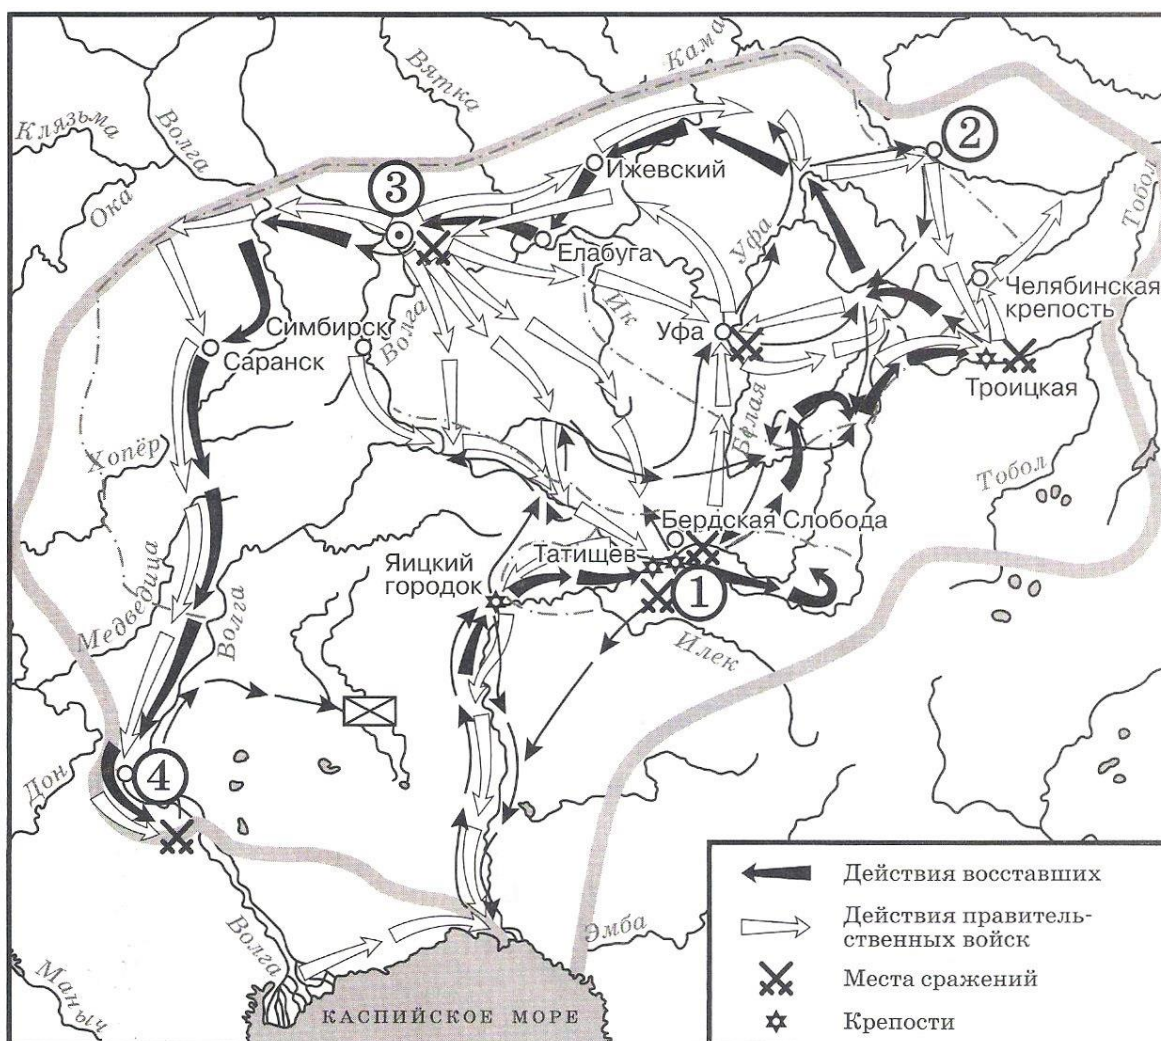 Кама
Вятка
Клязьма
Волга
Ока
2
3
Ижевский
Тобол
Елабуга
Уфа
Челябинская
крепость
Волга
Ик
Симбирск
Саранск
Уфа
Троицкая
Белая
Хопёр
Тобол
Бердская Слобода
Татищев
Яицкий
городок
1
Медведица
Волга
Илек
4
Дон
Действия восставших
Действия правитель-
ственных войск
Места сражений
Крепости
Эмба
Волга
Маныч
КАСПИЙСКОЕ МОРЕ